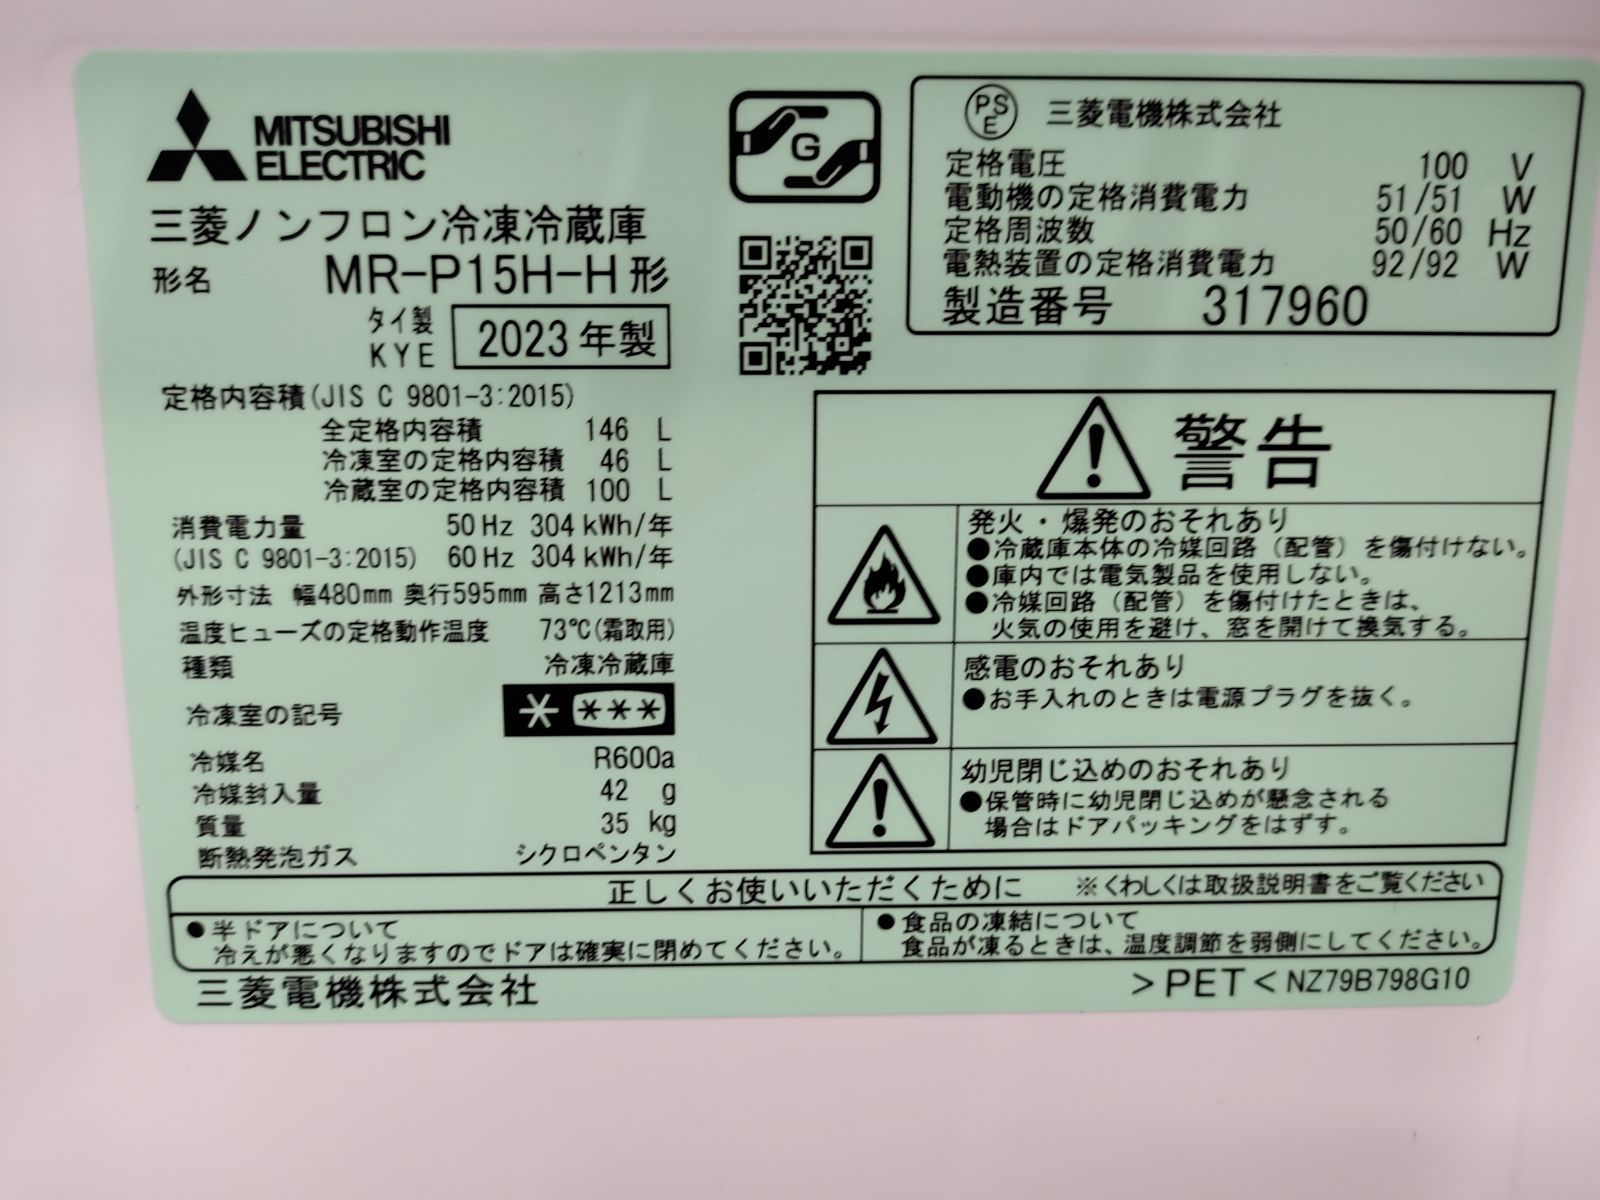 MITSUBISHI
ELECTRIC
三菱ノンフロン冷凍冷蔵庫
形名 MR-P15H-H形
タイ製
KYE 2023年製
定格内容積(JIS C 9801-3:2015)
全定格内容積 146 L
冷凍室の定格内容積 46 L
冷蔵室の定格内容積 100 L
消費電力量 50Hz 304kWh/年
(JIS C 9801-3:2015) 60Hz 304kWh/年
外形寸法 幅480mm 奥行595mm 高さ1213mm
温度ヒューズの定格動作温度 73℃(霜取用)
種類 冷凍冷蔵庫
冷凍室の記号 * ***
冷媒名 R600a
冷媒封入量 42 g
質量 35 kg
断熱発泡ガス シクロペンタン
G
PSE 三菱電機株式会社
定格電圧 100 V
電動機の定格消費電力 51/51 W
定格周波数 50/60 Hz
電熱装置の定格消費電力 92/92 W
製造番号 317960
警告
発火・爆発のおそれあり
●冷蔵庫本体の冷媒回路(配管)を傷付けない。
●庫内では電気製品を使用しない。
●冷媒回路(配管)を傷付けたときは、
火気の使用を避け、窓を開けて換気する。
感電のおそれあり
●お手入れのときは電源プラグを抜く。
幼児閉じ込めのおそれあり
●保管時に幼児閉じ込めが懸念される
場合はドアパッキングをはずす。
正しくお使いいただくために ※くわしくは取扱説明書をご覧ください
●半ドアについて
冷えが悪くなりますのでドアは確実に閉めてください。
●食品の凍結について
食品が凍るときは、温度調節を弱側にしてください。
三菱電機株式会社
>PET< NZ79B798G10